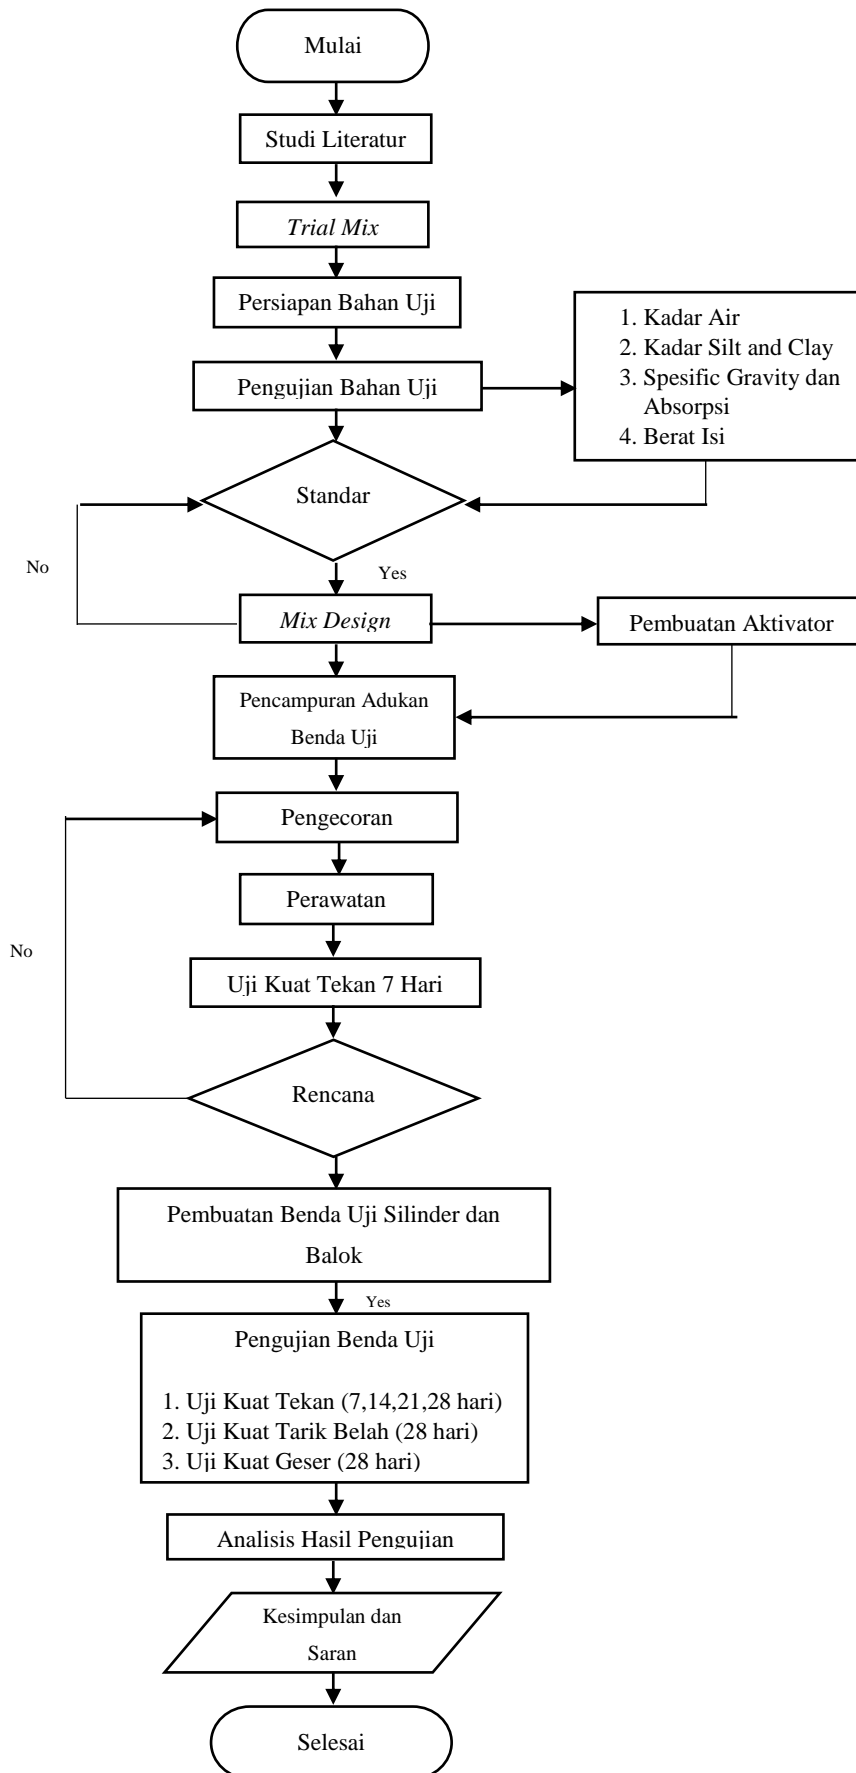 Mulai
Studi Literatur
Trial Mix
Persiapan Bahan Uji
Pengujian Bahan Uji
1. Kadar Air
2. Kadar Silt and Clay
3. Spesific Gravity dan
Absorpsi
4. Berat Isi
Standar
No
Yes
Mix Design
Pembuatan Aktivator
Pencampuran Adukan
Benda Uji
Pengecoran
Perawatan
No
Uji Kuat Tekan 7 Hari
Rencana
Pembuatan Benda Uji Silinder dan
Balok
Yes
Pengujian Benda Uji
1. Uji Kuat Tekan (7,14,21,28 hari)
2. Uji Kuat Tarik Belah (28 hari)
3. Uji Kuat Geser (28 hari)
Analisis Hasil Pengujian
Kesimpulan dan
Saran
Selesai